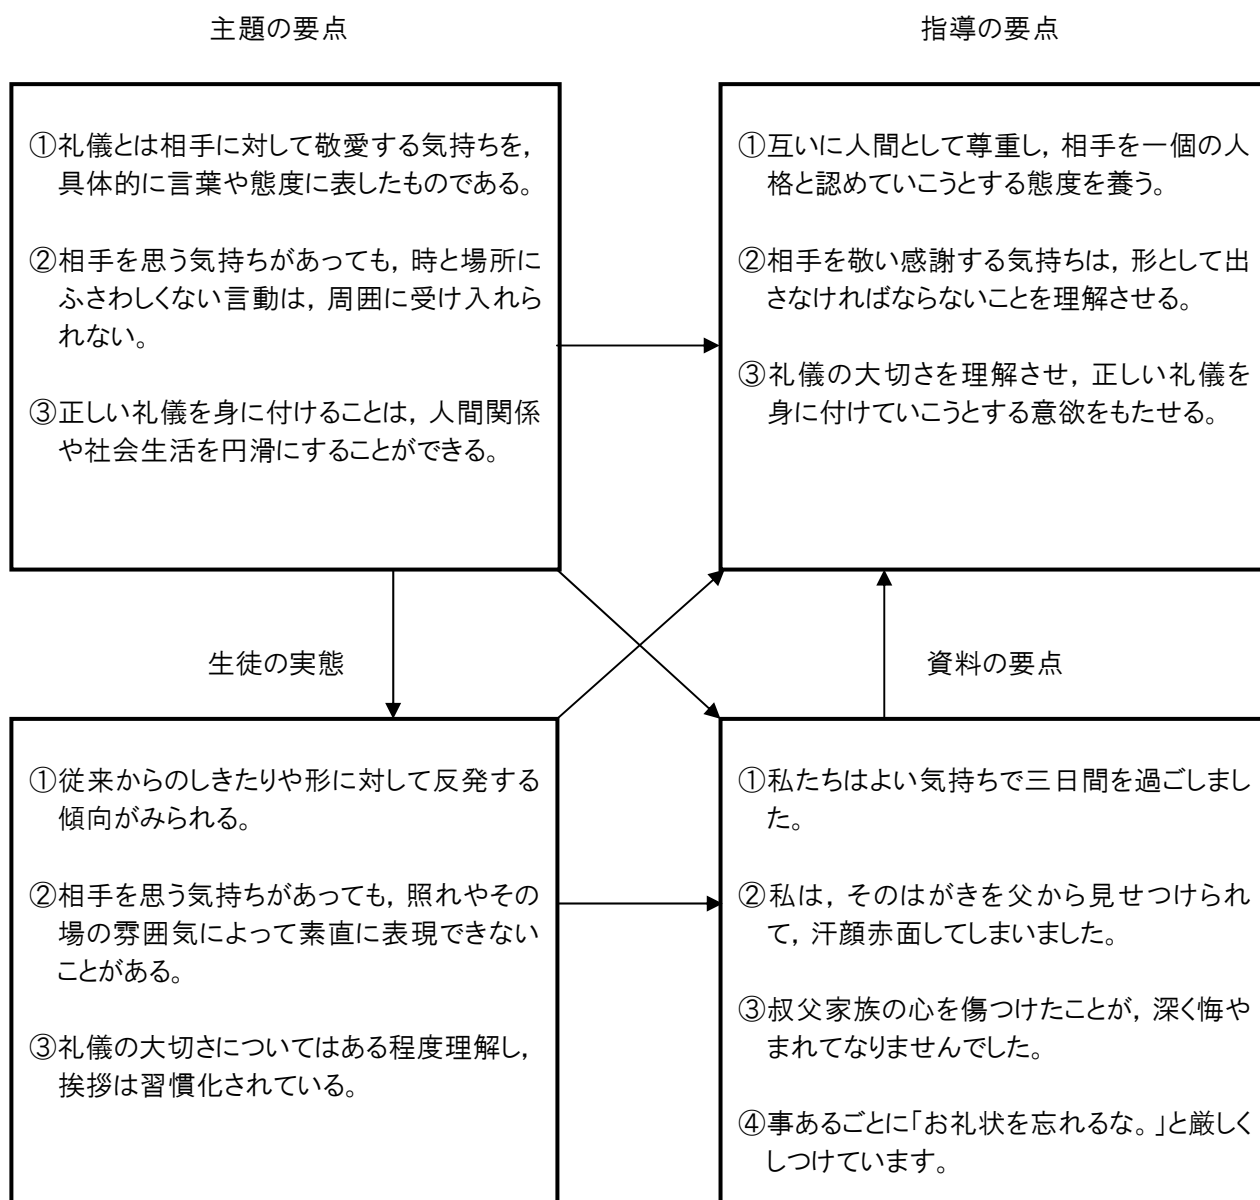 主題の要点
①礼儀とは相手に対して敬愛する気持ちを,
具体的に言葉や態度に表したものである。
②相手を思う気持ちがあっても, 時と場所に
ふさわしくない言動は, 周囲に受け入れら
れない。
③正しい礼儀を身に付けることは, 人間関係
や社会生活を円滑にすることができる。
指導の要点
①互いに人間として尊重し, 相手を一個の人
格と認めていこうとする態度を養う。
②相手を敬い感謝する気持ちは, 形として出
さなければならないことを理解させる。
③礼儀の大切さを理解させ, 正しい礼儀を
身に付けていこうとする意欲をもたせる。
生徒の実態
①従来からのしきたりや形に対して反発する
傾向がみられる。
②相手を思う気持ちがあっても, 照れやその
場の雰囲気によって素直に表現できない
ことがある。
③礼儀の大切さについてはある程度理解し,
挨拶は習慣化されている。
資料の要点
①私たちはよい気持ちで三日間を過ごしまし
た。
②私は, そのはがきを父から見せつけられ
て, 汗顔赤面してしまいました。
③叔父家族の心を傷つけたことが, 深く悔や
まれてなりませんでした。
④事あるごとに「お礼状を忘れるな。」と厳しく
しつけています。